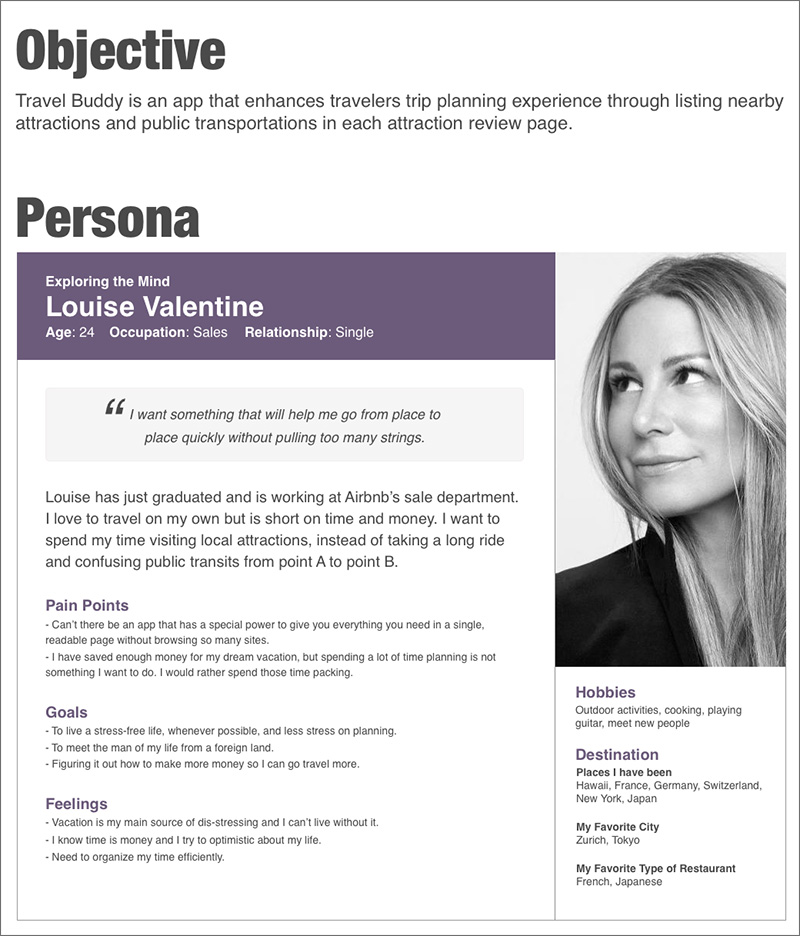 Objective
Travel Buddy is an app that enhances travelers trip planning experience through listing nearby
attractions and public transportations in each attraction review page.
Persona
Exploring the Mind
Louise Valentine
Age: 24 Occupation: Sales Relationship: Single
“ I want something that will help me go from place to
place quickly without pulling too many strings.
Louise has just graduated and is working at Airbnb’s sale department.
I love to travel on my own but is short on time and money. I want to
spend my time visiting local attractions, instead of taking a long ride
and confusing public transits from point A to point B.
Pain Points
- Can’t there be an app that has a special power to give you everything you need in a single,
readable page without browsing so many sites.
- I have saved enough money for my dream vacation, but spending a lot of time planning is not
something I want to do. I would rather spend those time packing.
Goals
- To live a stress-free life, whenever possible, and less stress on planning.
- To meet the man of my life from a foreign land.
- Figuring it out how to make more money so I can go travel more.
Feelings
- Vacation is my main source of dis-stressing and I can’t live without it.
- I know time is money and I try to optimistic about my life.
- Need to organize my time efficiently.
Hobbies
Outdoor activities, cooking, playing
guitar, meet new people
Destination
Places I have been
Hawaii, France, Germany, Switzerland,
New York, Japan
My Favorite City
Zurich, Tokyo
My Favorite Type of Restaurant
French, Japanese